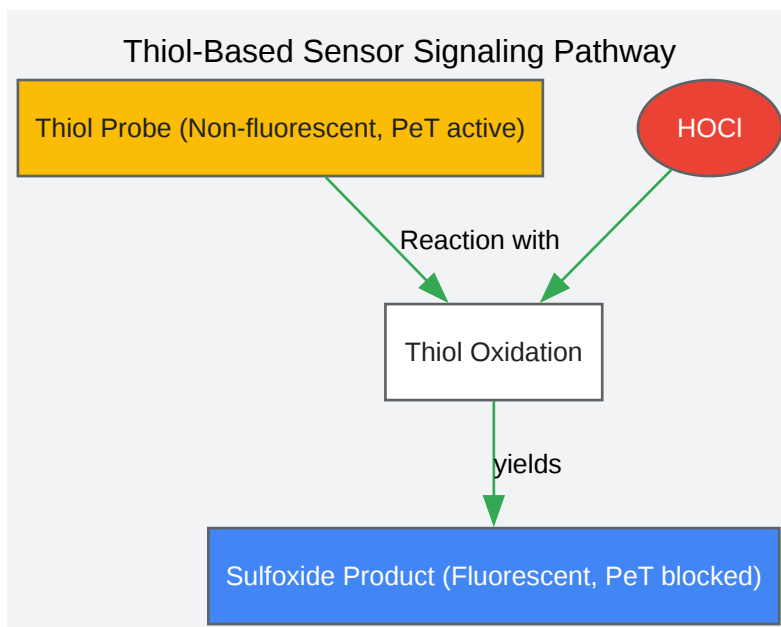 Thiol-Based Sensor Signaling Pathway
Thiol Probe (Non-fluorescent, PeT active)
HOCl
Reaction with
Thiol Oxidation
yields
Sulfoxide Product (Fluorescent, PeT blocked)